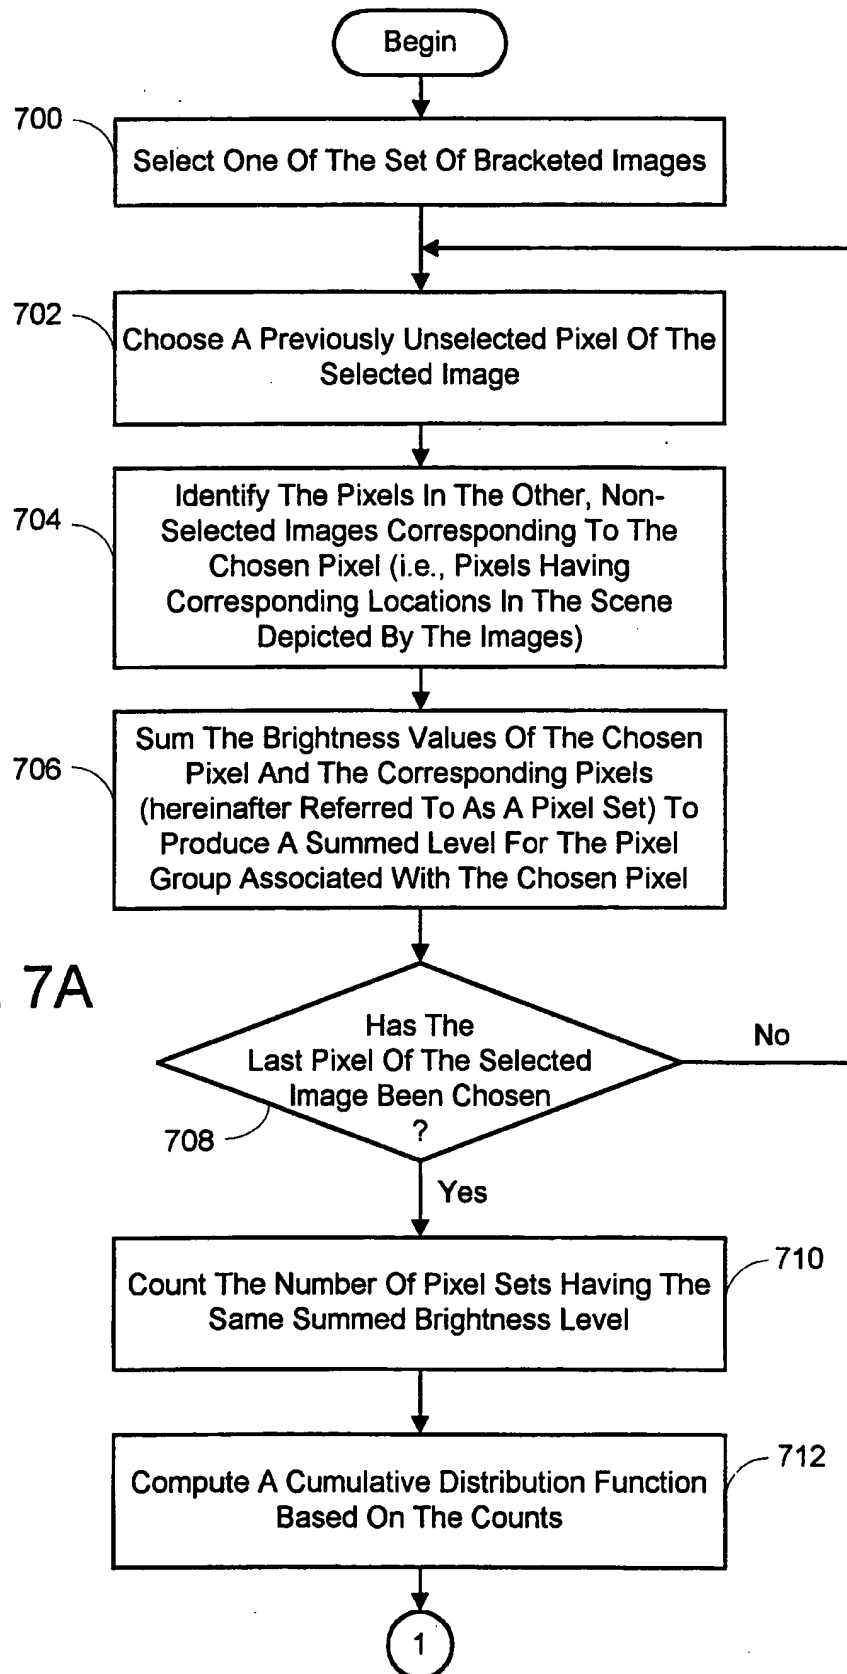 Begin
700
Select One Of The Set Of Bracketed Images
702
Choose A Previously Unselected Pixel Of The
Selected Image
704
Identify The Pixels In The Other, Non-
Selected Images Corresponding To The
Chosen Pixel (i.e., Pixels Having
Corresponding Locations In The Scene
Depicted By The Images)
706
Sum The Brightness Values Of The Chosen
Pixel And The Corresponding Pixels
(hereinafter Referred To As A Pixel Set) To
Produce A Summed Level For The Pixel
Group Associated With The Chosen Pixel
7A
Has The
Last Pixel Of The Selected
Image Been Chosen
?
708
No
Yes
710
Count The Number Of Pixel Sets Having The
Same Summed Brightness Level
712
Compute A Cumulative Distribution Function
Based On The Counts
1